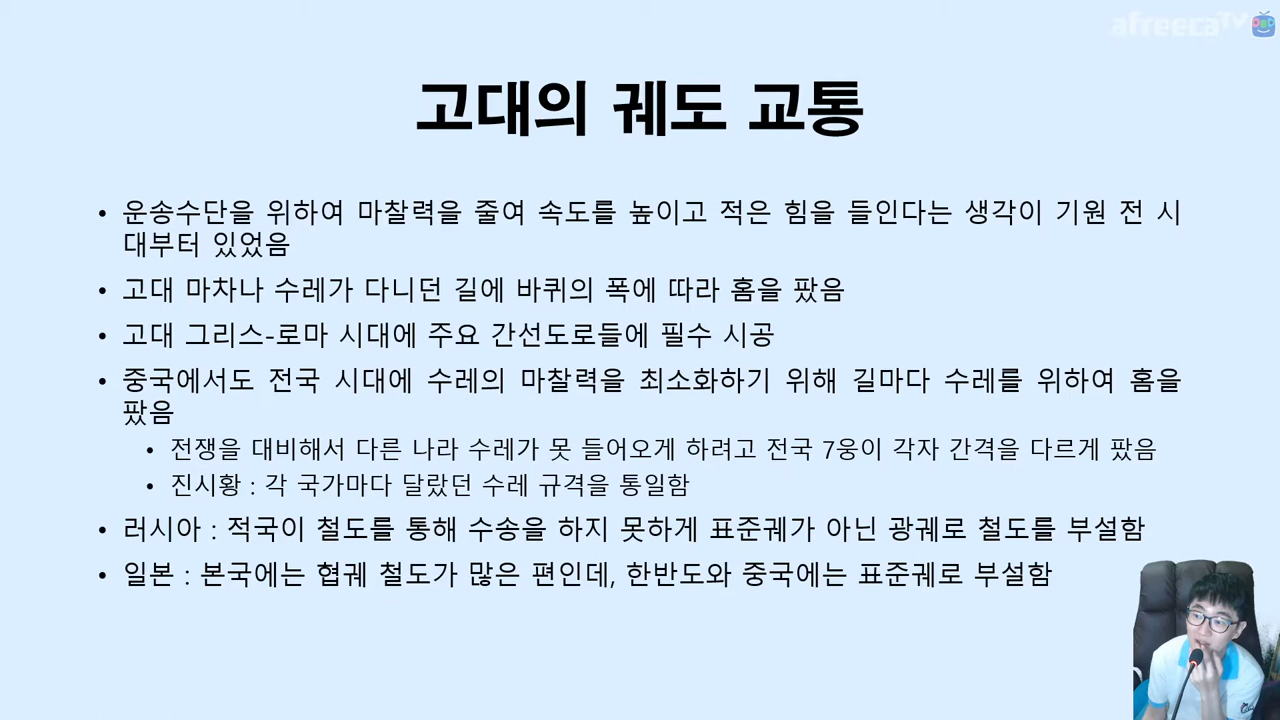 afreecaTV
고대의 궤도 교통
• 운송수단을 위하여 마찰력을 줄여 속도를 높이고 적은 힘을 들인다는 생각이 기원 전 시
대부터 있었음
• 고대 마차나 수레가 다니던 길에 바퀴의 폭에 따라 홈을 팠음
• 고대 그리스-로마 시대에 주요 간선도로들에 필수 시공
• 중국에서도 전국 시대에 수레의 마찰력을 최소화하기 위해 길마다 수레를 위하여 홈을
팠음
• 전쟁을 대비해서 다른 나라 수레가 못 들어오게 하려고 전국 7웅이 각자 간격을 다르게 팠음
• 진시황 : 각 국가마다 달랐던 수레 규격을 통일함
• 러시아 : 적국이 철도를 통해 수송을 하지 못하게 표준궤가 아닌 광궤로 철도를 부설함
• 일본 : 본국에는 협궤 철도가 많은 편인데, 한반도와 중국에는 표준궤로 부설함